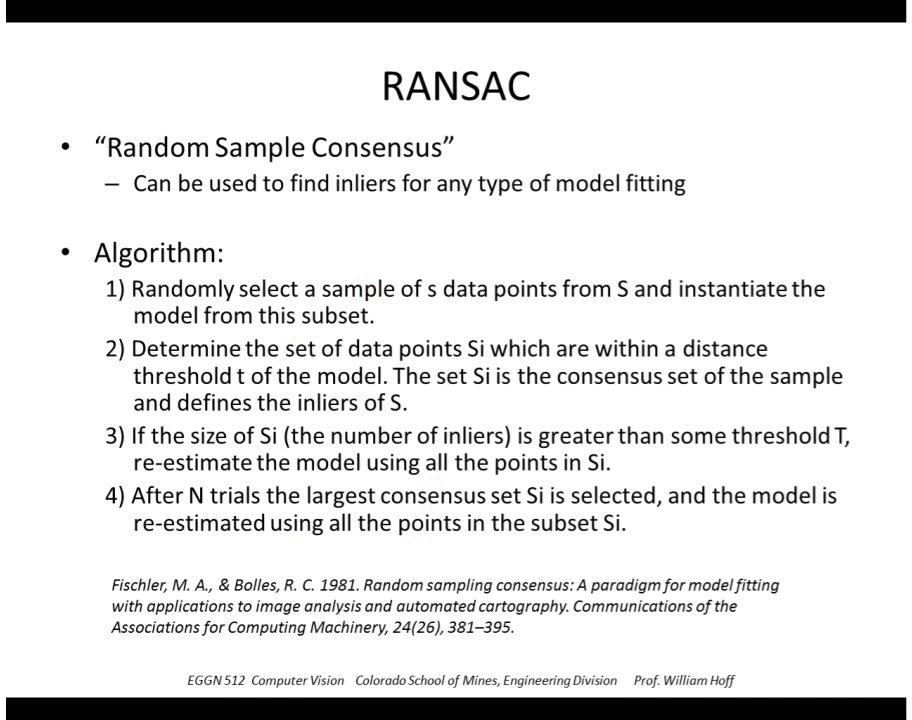 RANSAC
• “Random Sample Consensus”
– Can be used to find inliers for any type of model fitting
• Algorithm:
1) Randomly select a sample of s data points from S and instantiate the
model from this subset.
2) Determine the set of data points Si which are within a distance
threshold t of the model. The set Si is the consensus set of the sample
and defines the inliers of S.
3) If the size of Si (the number of inliers) is greater than some threshold T,
re-estimate the model using all the points in Si.
4) After N trials the largest consensus set Si is selected, and the model is
re-estimated using all the points in the subset Si.
Fischler, M. A., & Bolles, R. C. 1981. Random sampling consensus: A paradigm for model fitting
with applications to image analysis and automated cartography. Communications of the
Associations for Computing Machinery, 24(26), 381–395.
EGGN 512 Computer Vision Colorado School of Mines, Engineering Division Prof. William Hoff